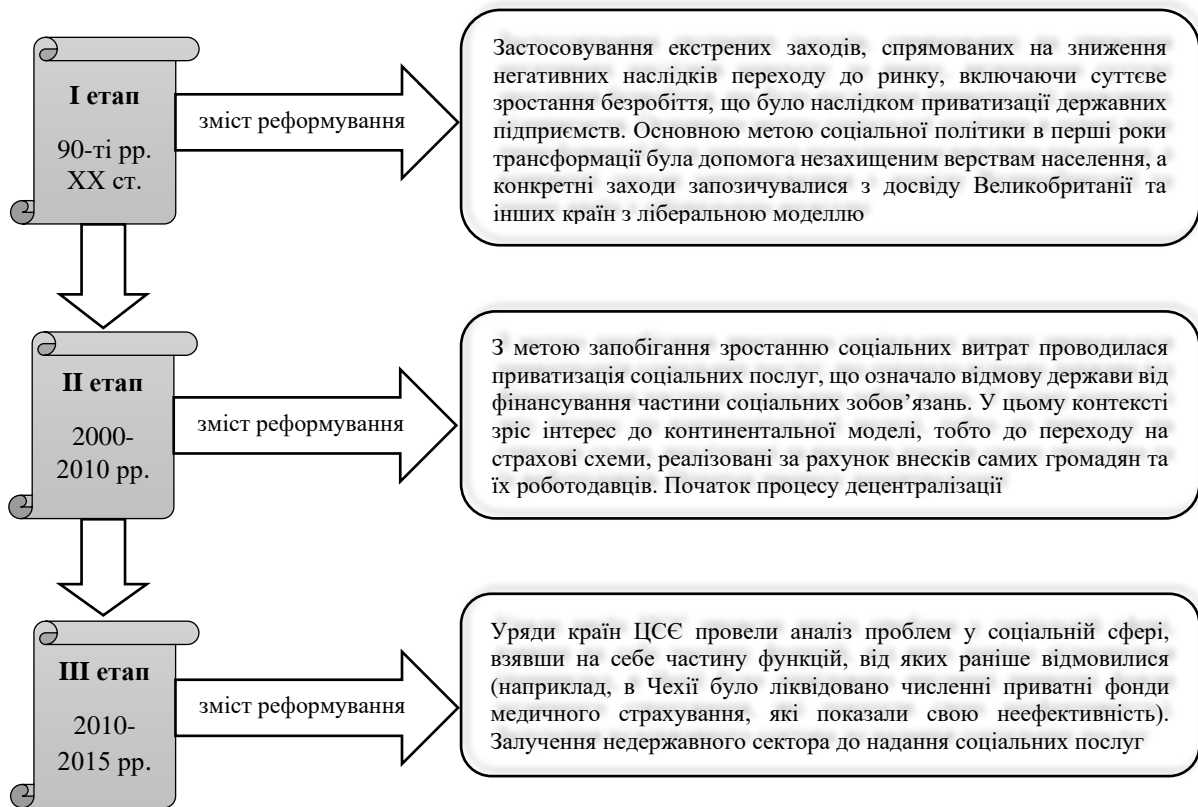 І етап
90-ті рр.
ХХ ст.
зміст реформування
Застосовування екстрених заходів, спрямованих на зниження
негативних наслідків переходу до ринку, включаючи суттєве
зростання безробіття, що було наслідком приватизації державних
підприємств. Основною метою соціальної політики в перші роки
трансформації була допомога незахищеним верствам населення, а
конкретні заходи запозичувалися з досвіду Великобританії та
інших країн з ліберальною моделлю
ІІ етап
2000-
2010 рр.
зміст реформування
З метою запобігання зростанню соціальних витрат проводилася
приватизація соціальних послуг, що означало відмову держави від
фінансування частини соціальних зобов’язань. У цьому контексті
зріс інтерес до континентальної моделі, тобто до переходу на
страхові схеми, реалізовані за рахунок внесків самих громадян та
їх роботодавців. Початок процесу децентралізації
ІІІ етап
2010-
2015 рр.
зміст реформування
Уряди країн ЦСЄ провели аналіз проблем у соціальній сфері,
взявши на себе частину функцій, від яких раніше відмовилися
(наприклад, в Чехії було ліквідовано численні приватні фонди
медичного страхування, які показали свою неефективність).
Залучення недержавного сектора до надання соціальних послуг